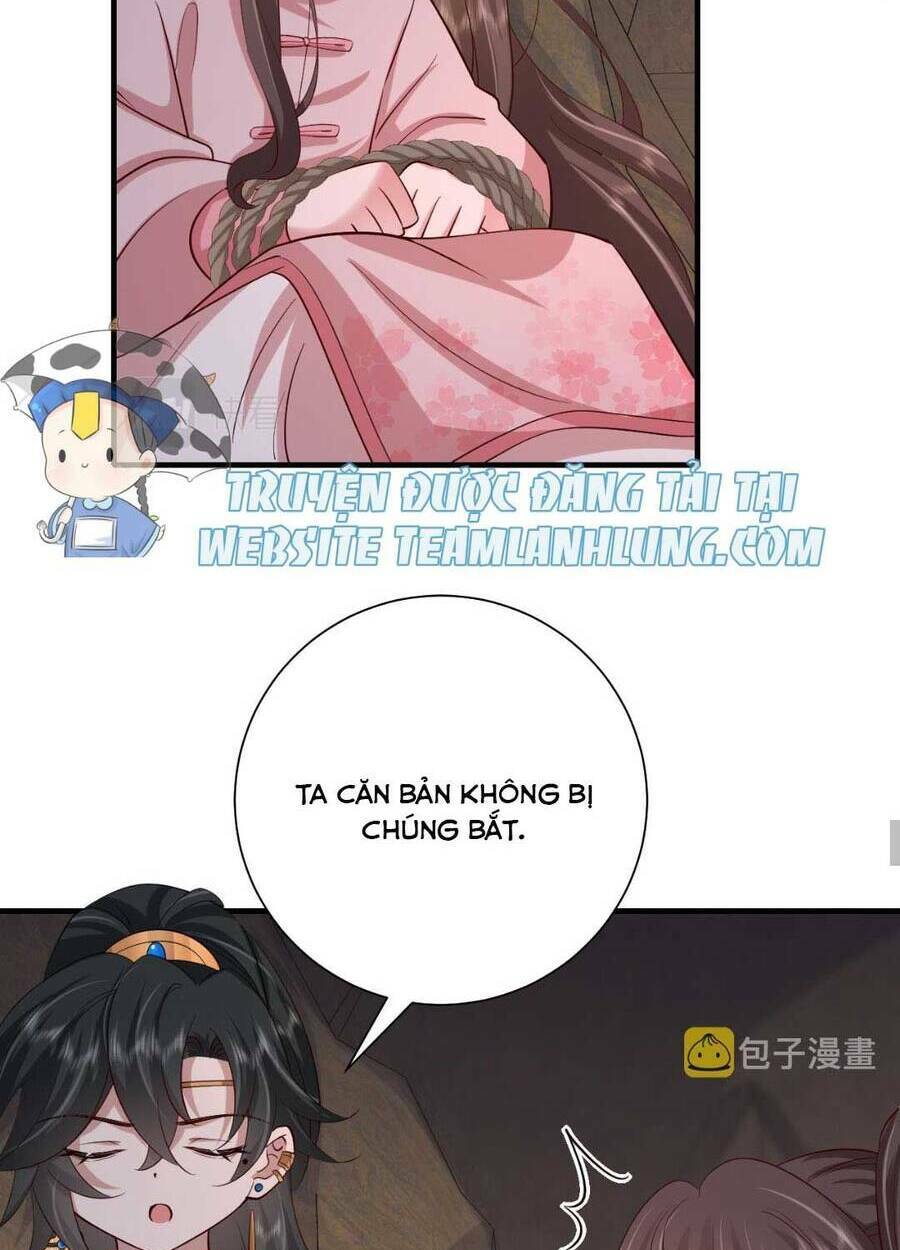 TRUYỆN ĐƯỢC ĐĂNG TẢI TẠI
WEBSITE TEAMLANHLUNG.COM
TA CĂN BẢN KHÔNG BỊ
CHÚNG BẮT.
包子漫畫